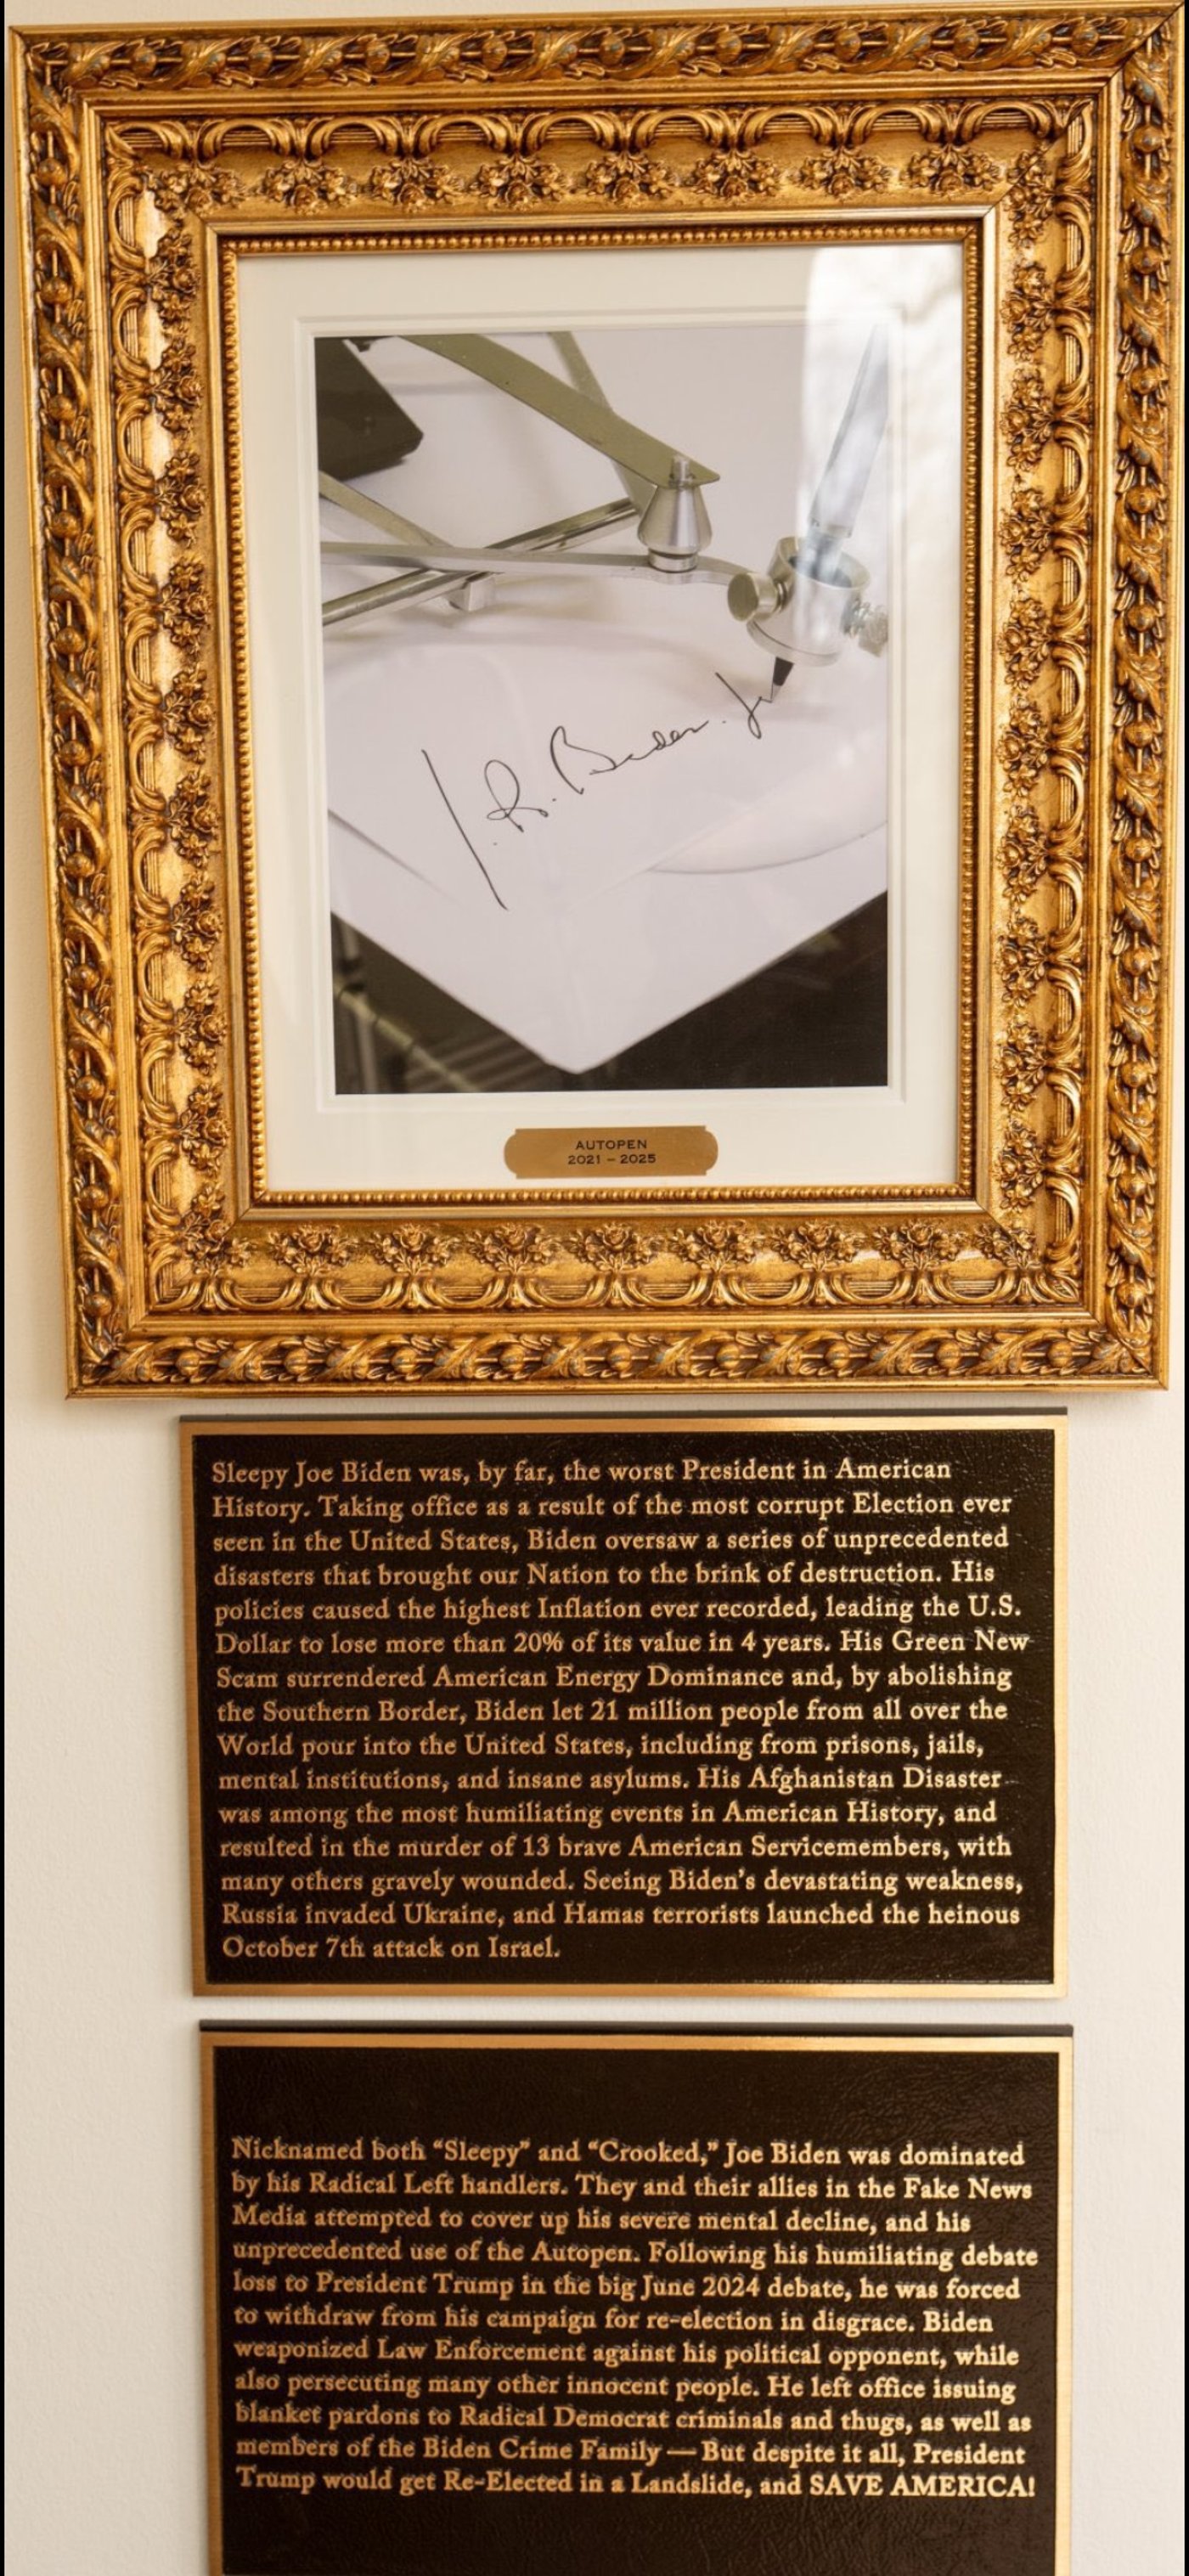 J. R. Biden. Jr
AUTOPEN
2021 – 2025
Sleepy Joe Biden was, by far, the worst President in American
History. Taking office as a result of the most corrupt Election ever
seen in the United States, Biden oversaw a series of unprecedented
disasters that brought our Nation to the brink of destruction. His
policies caused the highest Inflation ever recorded, leading the U.S.
Dollar to lose more than 20% of its value in 4 years. His Green New
Scam surrendered American Energy Dominance and, by abolishing
the Southern Border, Biden let 21 million people from all over the
World pour into the United States, including from prisons, jails,
mental institutions, and insane asylums. His Afghanistan Disaster
was among the most humiliating events in American History, and
resulted in the murder of 13 brave American Servicemembers, with
many others gravely wounded. Seeing Biden's devastating weakness,
Russia invaded Ukraine, and Hamas terrorists launched the heinous
October 7th attack on Israel.
Nicknamed both “Sleepy” and “Crooked,” Joe Biden was dominated
by his Radical Left handlers. They and their allies in the Fake News
Media attempted to cover up his severe mental decline, and his
unprecedented use of the Autopen. Following his humiliating debate
loss to President Trump in the big June 2024 debate, he was forced
to withdraw from his campaign for re-election in disgrace. Biden
weaponized Law Enforcement against his political opponent, while
also persecuting many other innocent people. He left office issuing
blanket pardons to Radical Democrat criminals and thugs, as well as
members of the Biden Crime Family — But despite it all, President
Trump would get Re-Elected in a Landslide, and SAVE AMERICA!